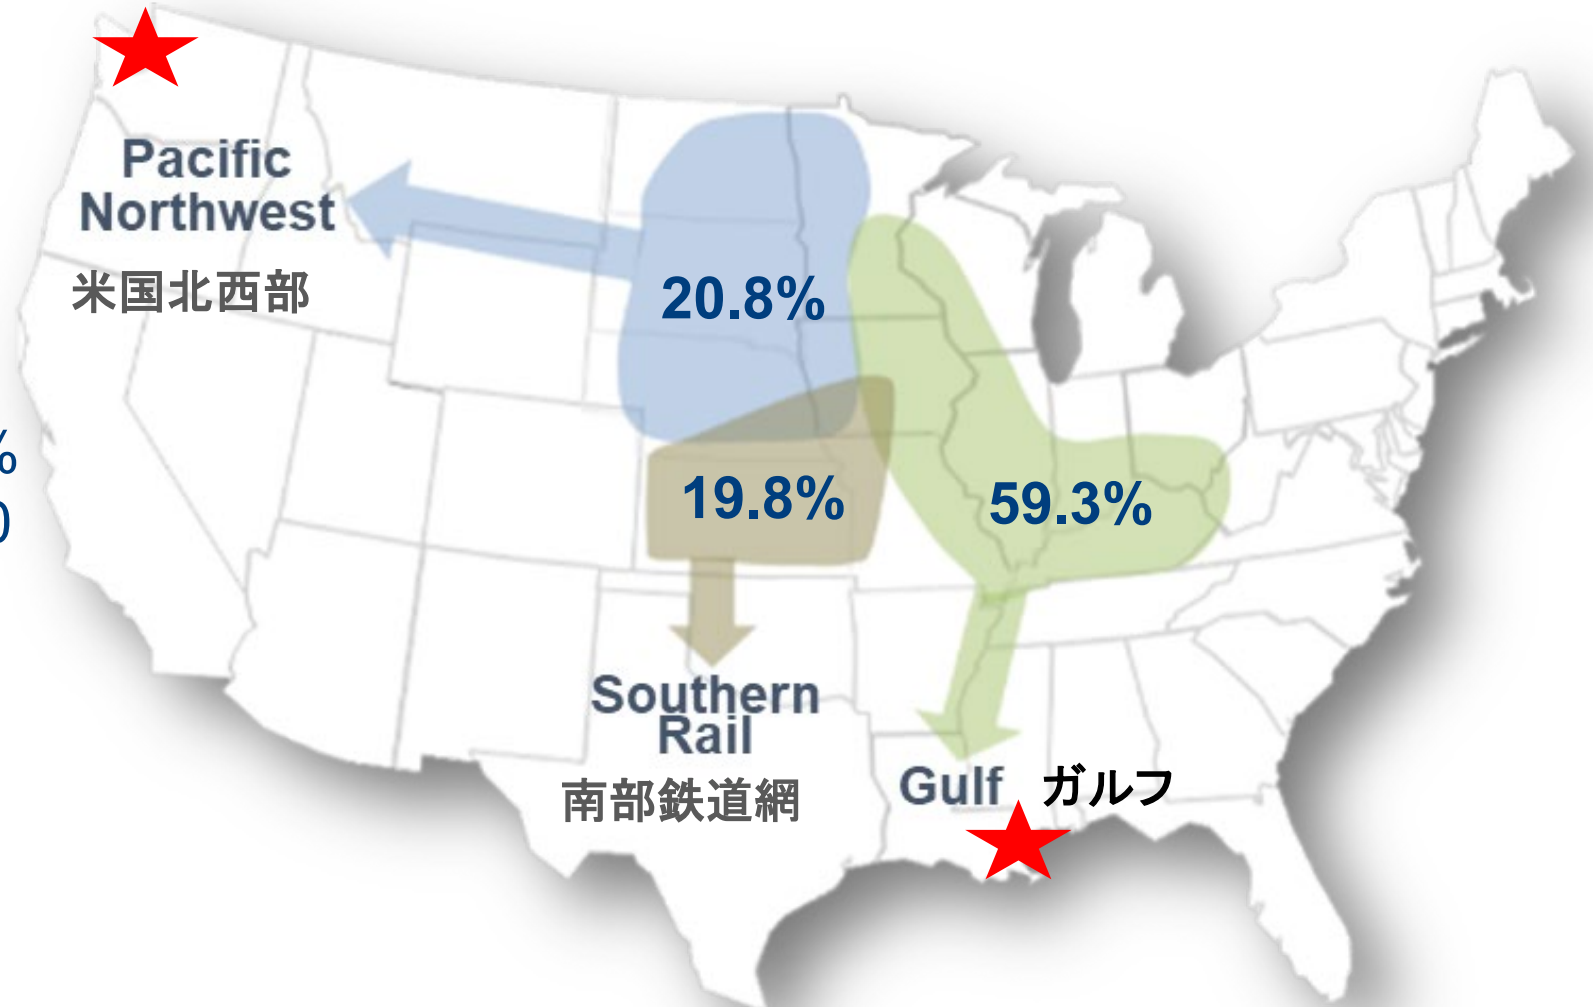 Pacific
Northwest
米国北西部
20.8%
%
)
19.8%
59.3%
Southern
Rail
南部鉄道網
Gulf ガルフ